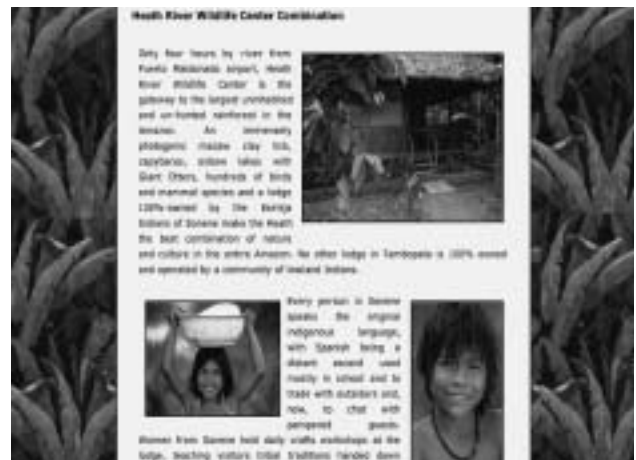 Heath River Wildlife Center Combination
Only four hours by river from
Puerto Maldonado airport, Heath
River Wildlife Center is the
gateway to the largest uninhabited
and un-hunted rainforest in the
Amazon. An immensely
photogenic macaw clay lick,
capybaras, oxbow lakes with
Giant Otters, hundreds of birds
and mammal species and a lodge
100%-owned by the
Indians of Sonene make the Heath
the best combination of nature
and culture in the entire Amazon. No other lodge in Tambopata is 100% owned
and operated by a community of lowland Indians.
Every person in Sonene
speaks the original
indigenous language,
with Spanish being a
distant second used
mostly in school and to
trade with outsiders and,
now, to chat with
pampered guests.
Women from Sonene hold daily crafts workshops at the
lodge, teaching visitors tribal traditions handed down